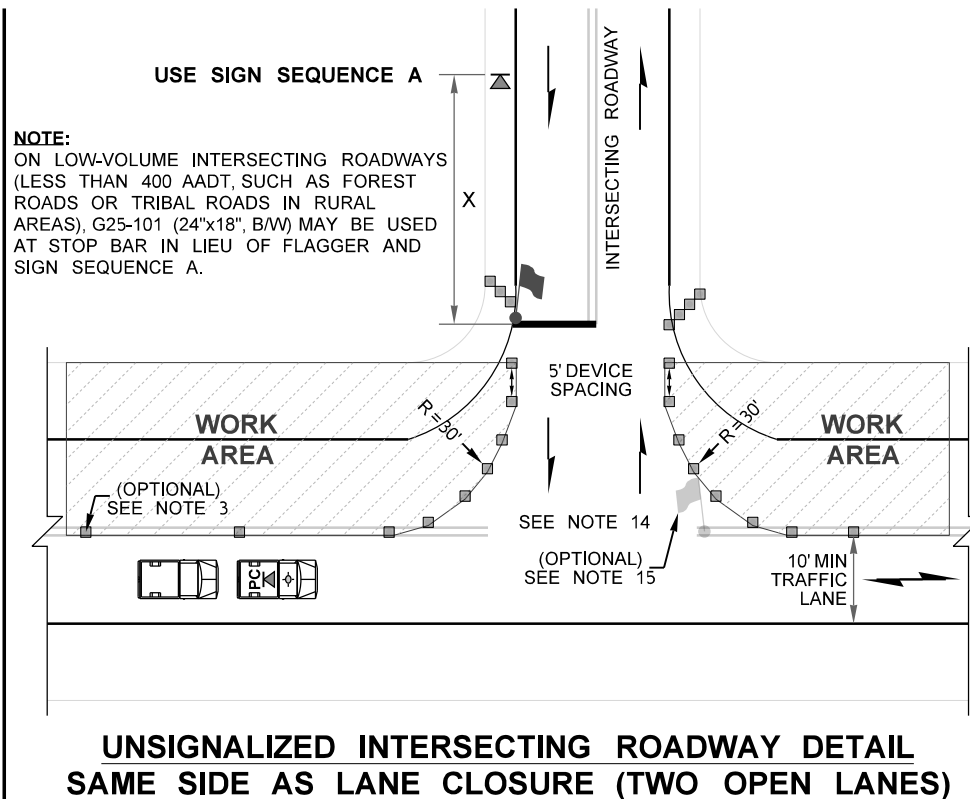 USE SIGN SEQUENCE A
NOTE:
ON LOW-VOLUME INTERSECTING ROADWAYS
(LESS THAN 400 AADT, SUCH AS FOREST
ROADS OR TRIBAL ROADS IN RURAL
AREAS), G25-101 (24"x18", B/W) MAY BE USED
AT STOP BAR IN LIEU OF FLAGGER AND
SIGN SEQUENCE A.
X
INTERSECTING ROADWAY
5' DEVICE
SPACING
WORK
AREA
R=30'
R=30'
WORK
AREA
(OPTIONAL)
SEE NOTE 3
SEE NOTE 14
(OPTIONAL)
SEE NOTE 15
10' MIN
TRAFFIC
LANE
PC
UNSIGNALIZED INTERSECTING ROADWAY DETAIL
SAME SIDE AS LANE CLOSURE (TWO OPEN LANES)